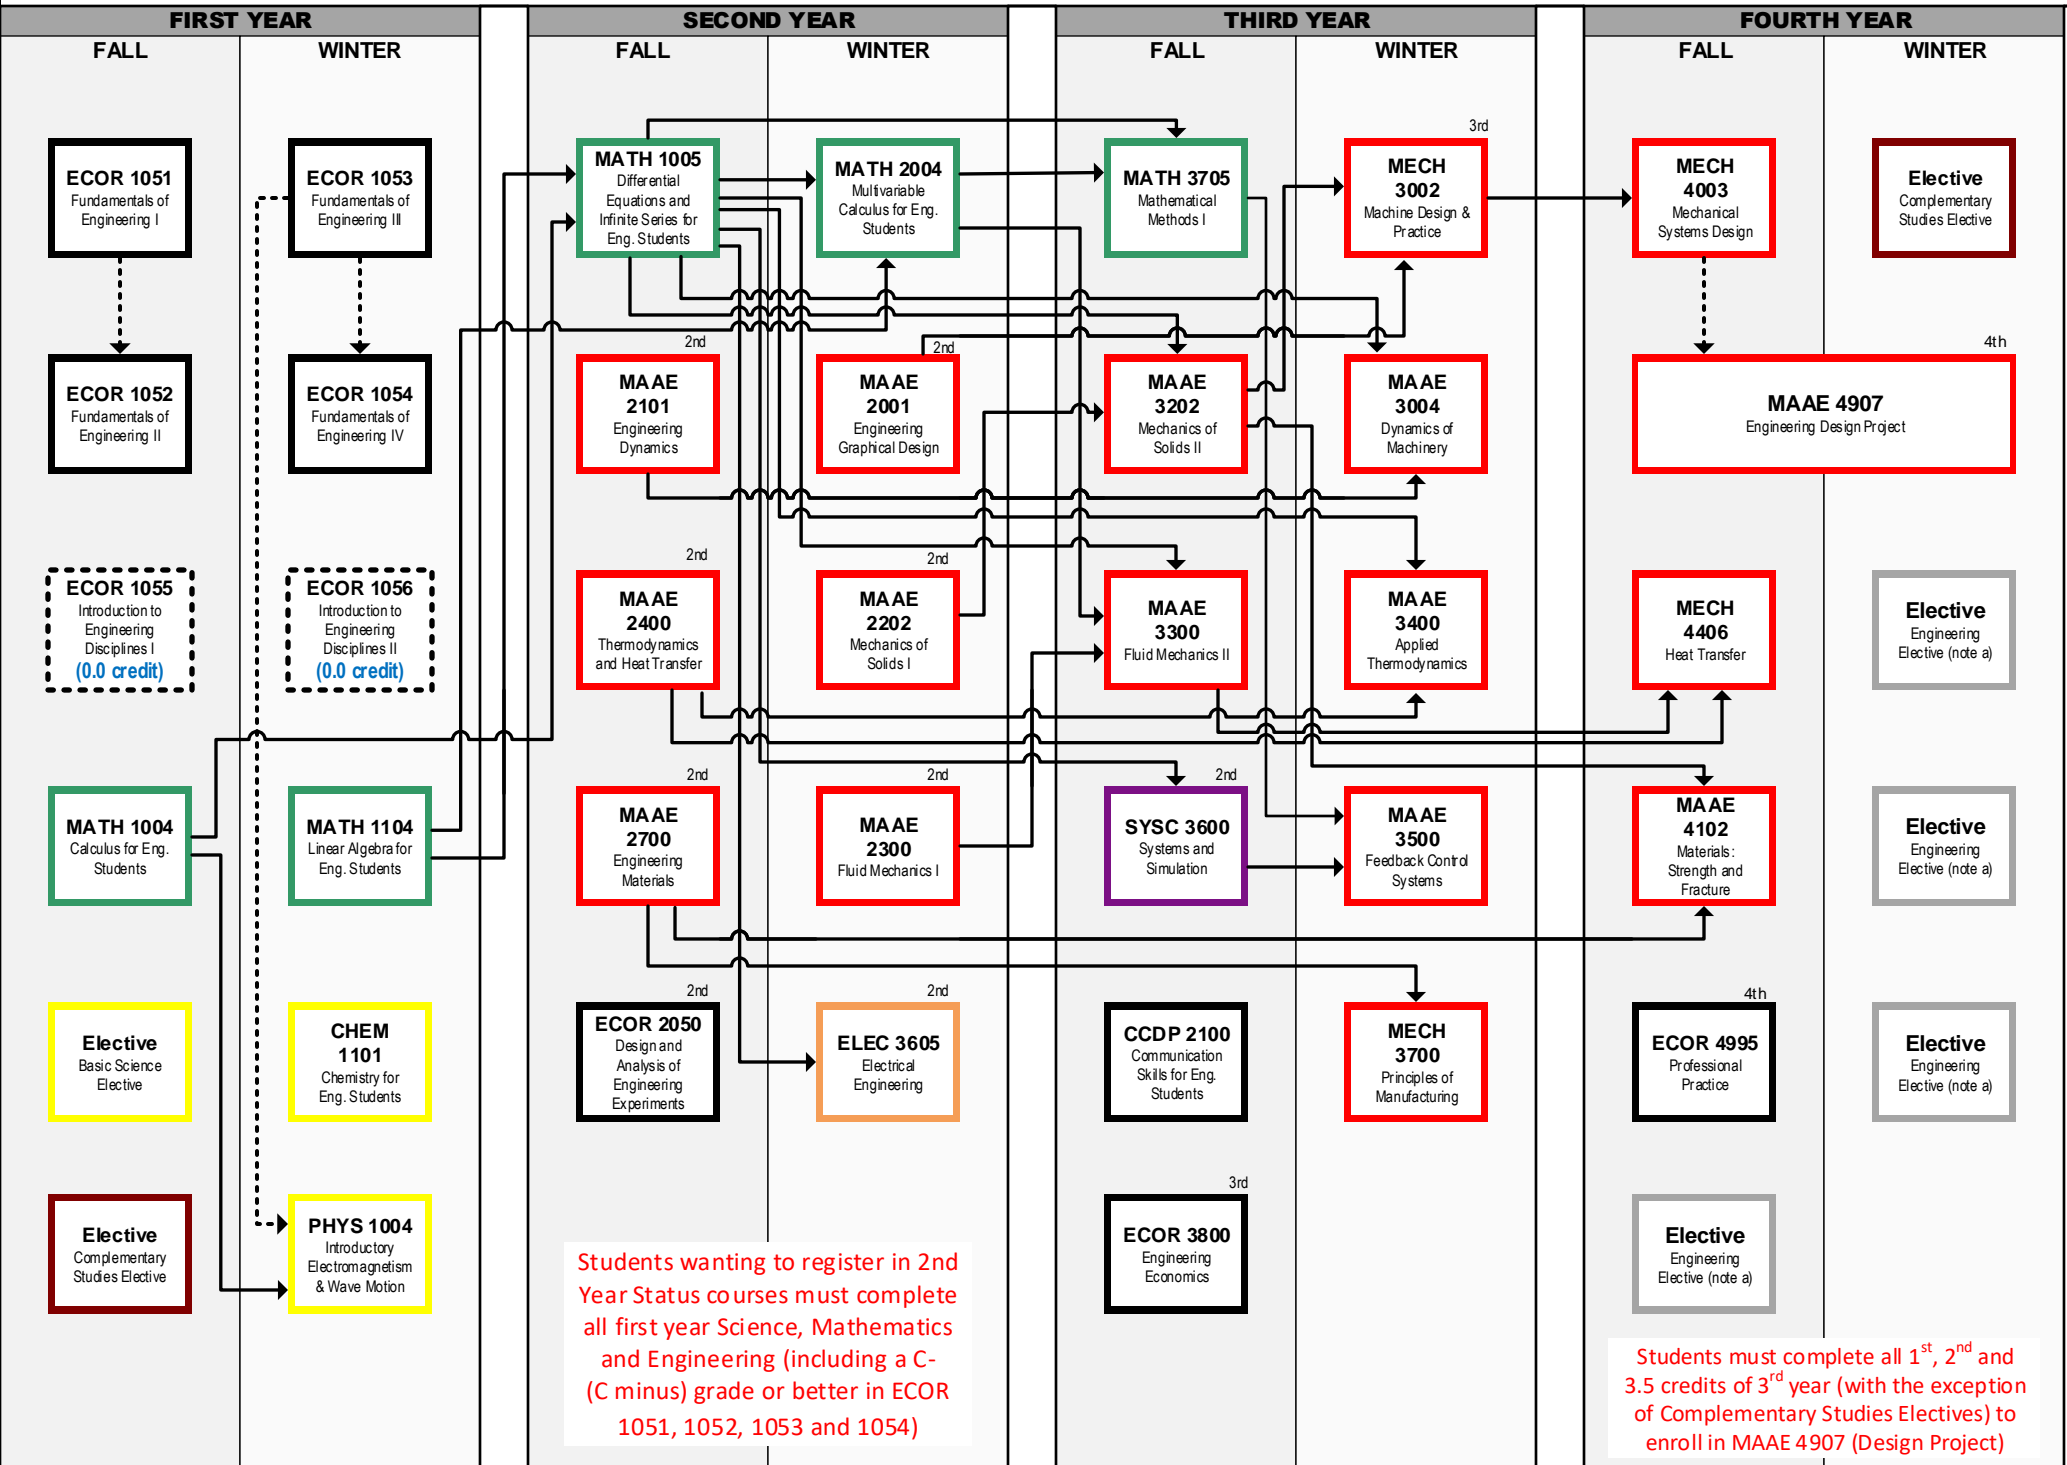 FIRST YEAR
SECOND YEAR
THIRD YEAR
FOURTH YEAR
FALL
WINTER
FALL
WINTER
FALL
WINTER
FALL
WINTER
ECOR 1051
Fundamentals of
Engineering I
ECOR 1053
Fundamentals of
Engineering III
MATH 1005
Differential
Equations and
Infinite Series for
Eng. Students
MATH 2004
Multivariable
Calculus for Eng.
Students
MATH 3705
Mathematical
Methods I
3rd
MECH
3002
Machine Design &
Practice
MECH
4003
Mechanical
Systems Design
Elective
Complementary
Studies Elective
ECOR 1052
Fundamentals of
Engineering II
ECOR 1054
Fundamentals of
Engineering IV
2nd
MAAE
2101
Engineering
Dynamics
2nd
MAAE
2001
Engineering
Graphical Design
MAAE
3202
Mechanics of
Solids II
MAAE
3004
Dynamics of
Machinery
4th
MAAE 4907
Engineering Design Project
ECOR 1055
Introduction to
Engineering
Disciplines I
(0.0 credit)
ECOR 1056
Introduction to
Engineering
Disciplines II
(0.0 credit)
2nd
MAAE
2400
Thermodynamics
and Heat Transfer
2nd
MAAE
2202
Mechanics of
Solids I
MAAE
3300
Fluid Mechanics II
MAAE
3400
Applied
Thermodynamics
MECH
4406
Heat Transfer
Elective
Engineering
Elective (note a)
MATH 1004
Calculus for Eng.
Students
MATH 1104
Linear Algebra for
Eng. Students
2nd
MAAE
2700
Engineering
Materials
2nd
MAAE
2300
Fluid Mechanics I
2nd
SYSC 3600
Systems and
Simulation
MAAE
3500
Feedback Control
Systems
MAAE
4102
Materials:
Strength and
Fracture
Elective
Engineering
Elective (note a)
Elective
Basic Science
Elective
CHEM
1101
Chemistry for
Eng. Students
2nd
ECOR 2050
Design and
Analysis of
Engineering
Experiments
2nd
ELEC 3605
Electrical
Engineering
CCDP 2100
Communication
Skills for Eng.
Students
MECH
3700
Principles of
Manufacturing
4th
ECOR 4995
Professional
Practice
Elective
Engineering
Elective (note a)
Elective
Complementary
Studies Elective
PHYS 1004
Introductory
Electromagnetism
& Wave Motion
3rd
ECOR 3800
Engineering
Economics
Elective
Engineering
Elective (note a)
Students wanting to register in 2nd
Year Status courses must complete
all first year Science, Mathematics
and Engineering (including a C-
(C minus) grade or better in ECOR
1051, 1052, 1053 and 1054)
Students must complete all 1st, 2nd and
3.5 credits of 3rd year (with the exception
of Complementary Studies Electives) to
enroll in MAAE 4907 (Design Project)